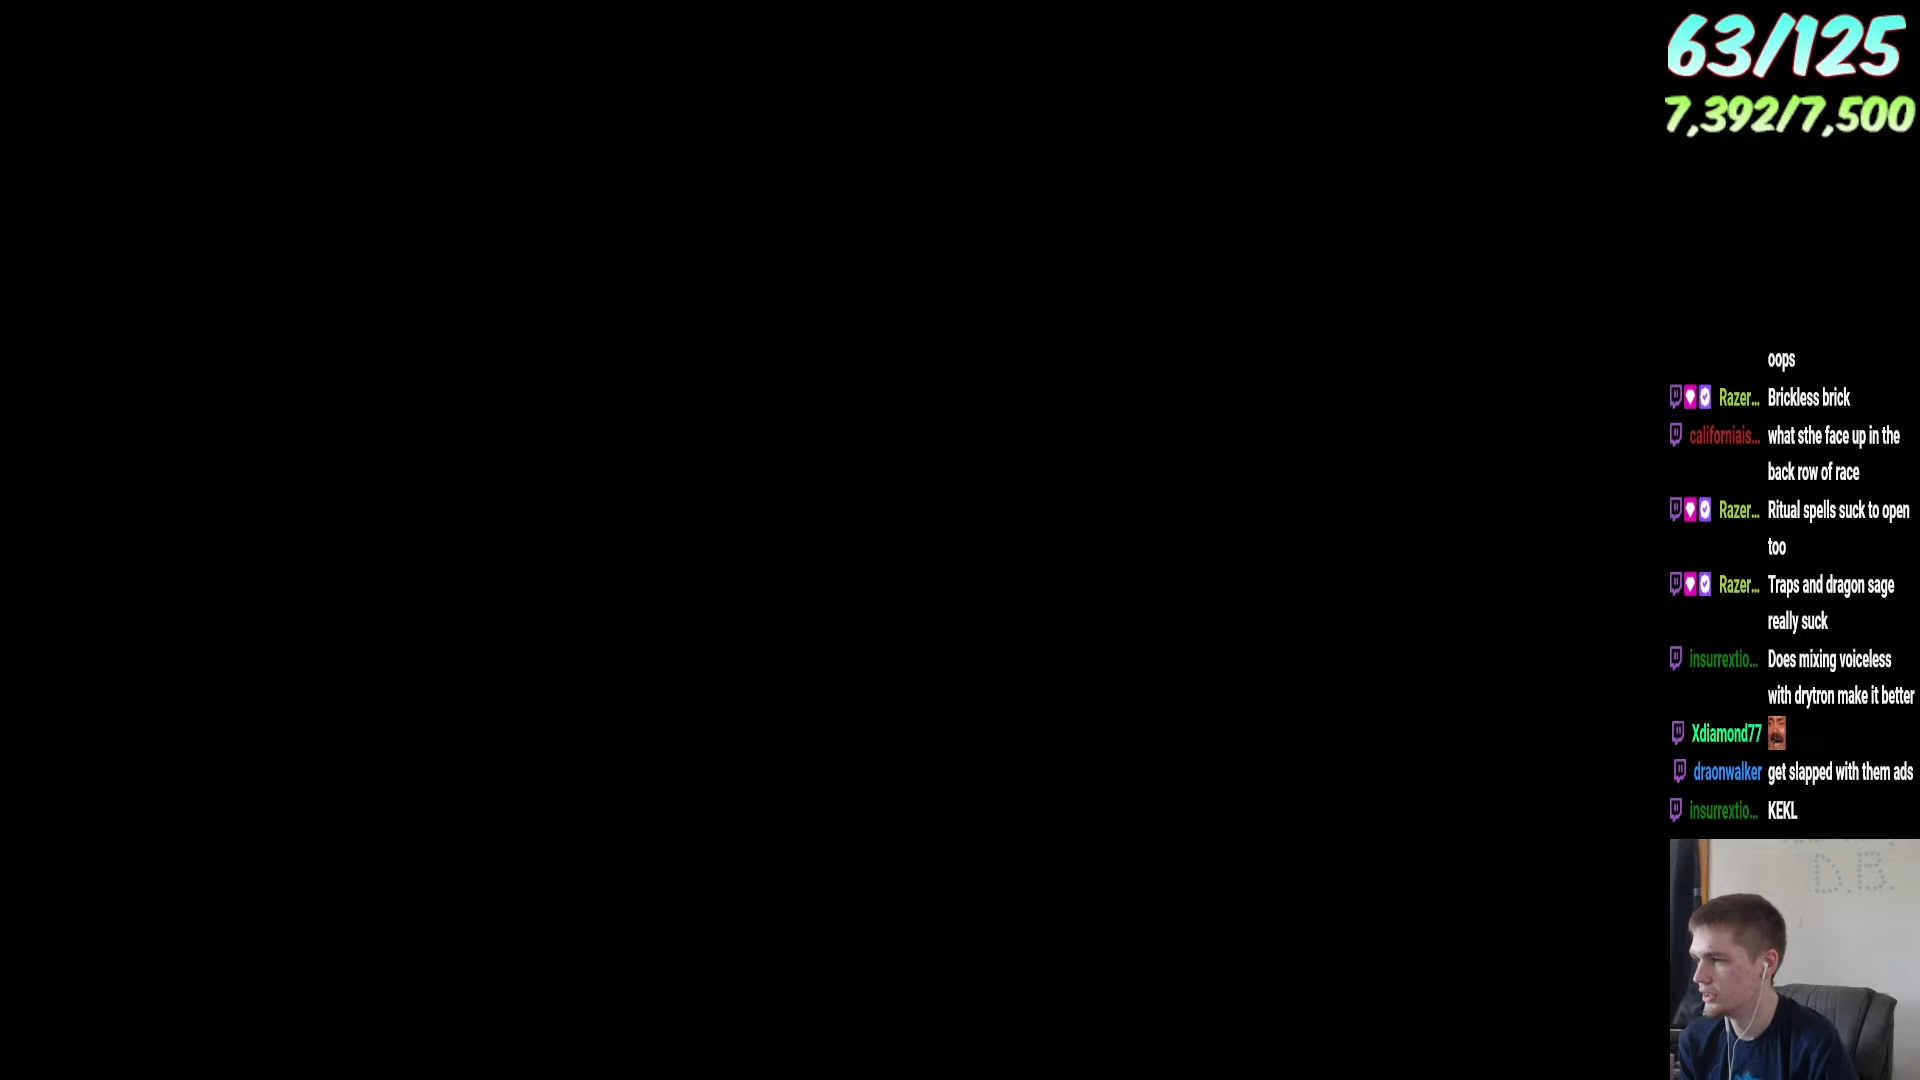 63/125
7,392/7,500
oops
Razer... Brickless brick
californiais... what sthe face up in the
back row of race
Razer... Ritual spells suck to open
too
Razer... Traps and dragon sage
really suck
insurrextio... Does mixing voiceless
with drytron make it better
Xdiamond77
draonwalker get slapped with them ads
insurrextio... KEKL
D.B.